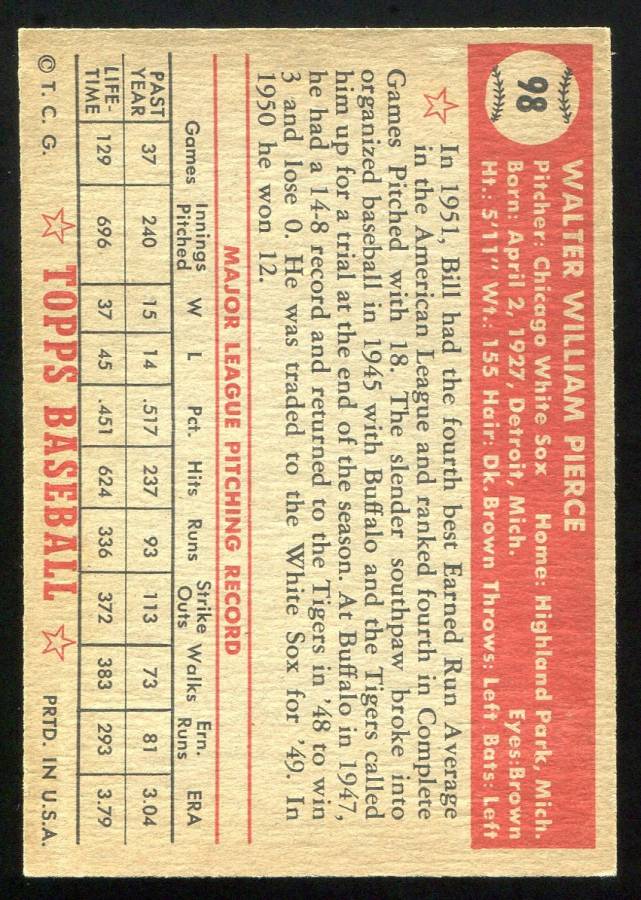 98
WALTER WILLIAM PIERCE
Pitcher: Chicago White Sox Home: Highland Park, Mich.
Born: April 2, 1927, Detroit, Mich. Eyes: Brown
Ht.: 5'11" Wt.: 155 Hair: Dk. Brown Throws: Left Bats: Left
In 1951, Bill had the fourth best Earned Run Average
in the American League and ranked fourth in Complete
Games Pitched with 18. The slender southpaw broke into
organized baseball in 1945 with Buffalo and the Tigers called
him up for a trial at the end of the season. At Buffalo in 1947,
he had a 14-8 record and returned to the Tigers in '48 to win
3 and lose 0. He was traded to the White Sox for '49. In
1950 he won 12.
MAJOR LEAGUE PITCHING RECORD
Games Innings Pitched W L Pct. Hits Runs Strike Outs Walks Ern. Runs ERA
PAST YEAR 37 240 15 14 .517 237 93 113 73 81 3.04
LIFE-TIME 129 696 37 45 .451 624 336 372 383 293 3.79
© T. C. G. TOPPS BASEBALL PRTD. IN U.S.A.